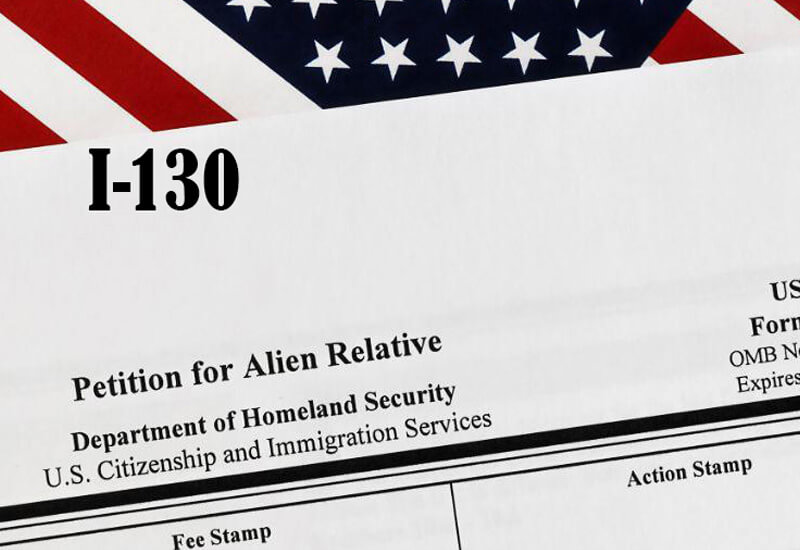 I-130
Petition for Alien Relative
Department of Homeland Security
U.S. Citizenship and Immigration Services
US
Form
OMB No
Expires
Fee Stamp
Action Stamp